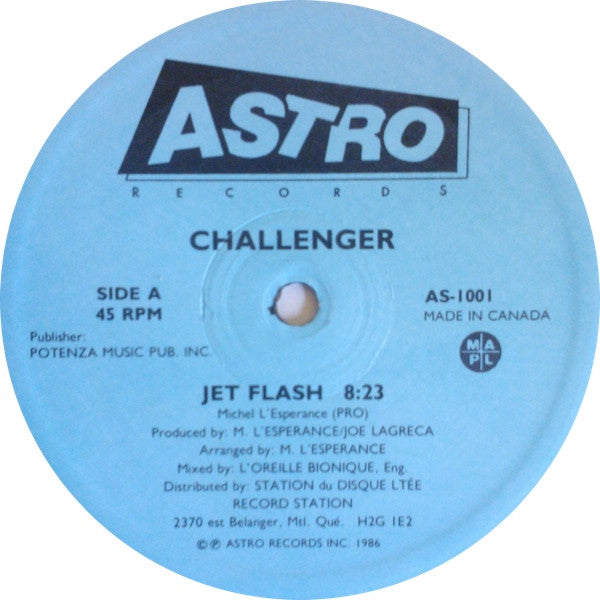 ASTRO
RECORDS
CHALLENGER
SIDE A
45 RPM
AS-1001
MADE IN CANADA
Publisher:
POTENZA MUSIC PUB. INC.
M A
P L
JET FLASH 8:23
Michel L'Esperance (PRO)
Produced by: M. L'ESPERANCE/JOE LAGRECA
Arranged by: M. L'ESPERANCE
Mixed by: L'OREILLE BIONIQUE, Eng.
Distributed by: STATION du DISQUE LTÉE
RECORD STATION
2370 est Belanger, Mtl. Qué. H2G 1E2
©℗ ASTRO RECORDS INC. 1986